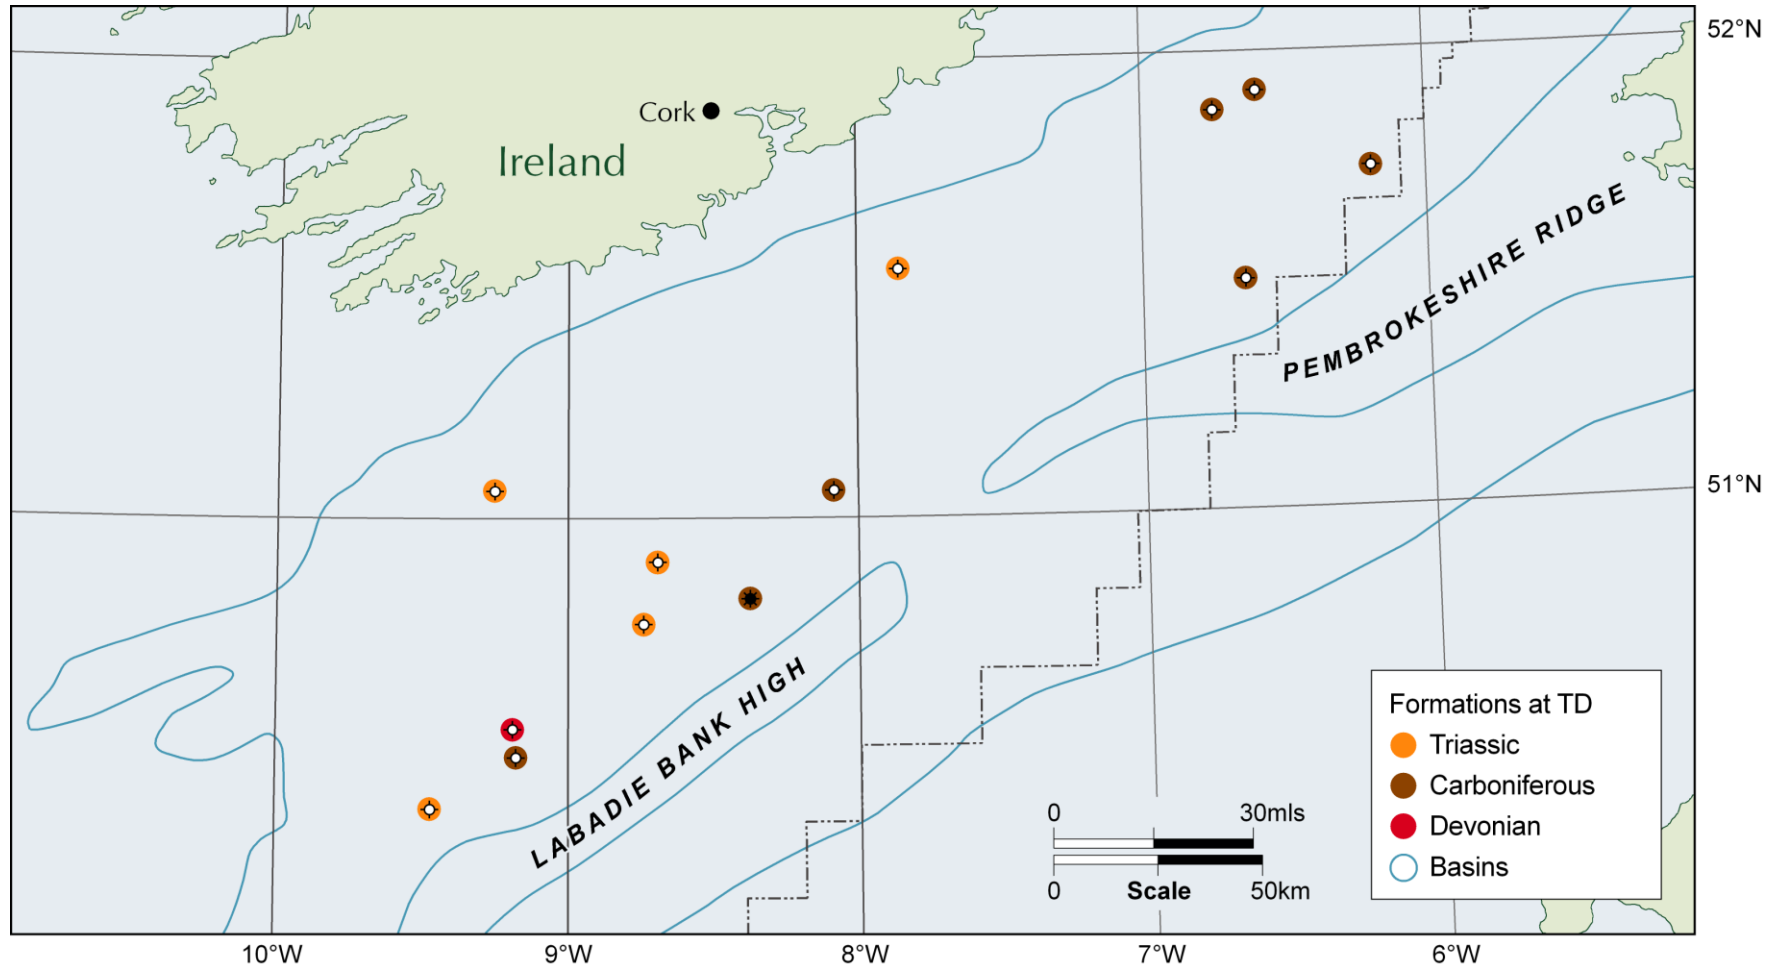 52°N
Cork
Ireland
PEMBROKESHIRE RIDGE
51°N
LABADIE BANK HIGH
Formations at TD
Triassic
Carboniferous
Devonian
Basins
0 30mls
0 Scale 50km
10°W 9°W 8°W 7°W 6°W